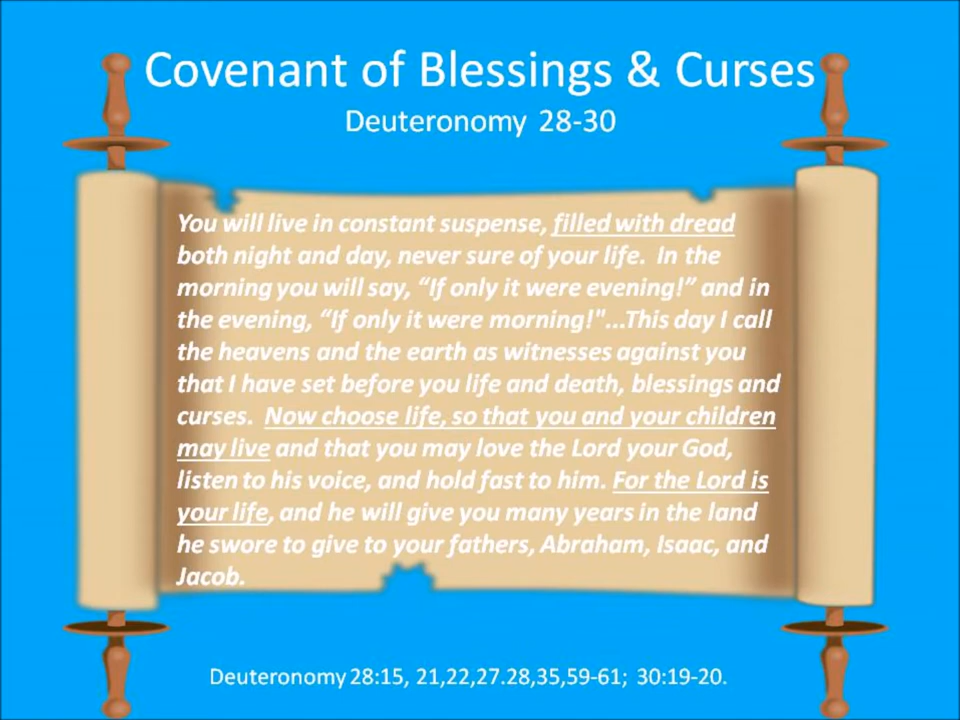 Covenant of Blessings & Curses
Deuteronomy 28-30
You will live in constant suspense, filled with dread
both night and day, never sure of your life.  In the
morning you will say, “If only it were evening!” and in
the evening, “If only it were morning!"...This day I call
the heavens and the earth as witnesses against you
that I have set before you life and death, blessings and
curses.  Now choose life, so that you and your children
may live and that you may love the Lord your God,
listen to his voice, and hold fast to him. For the Lord is
your life, and he will give you many years in the land
he swore to give to your fathers, Abraham, Isaac, and
Jacob.
Deuteronomy 28:15, 21,22,27.28,35,59-61;  30:19-20.